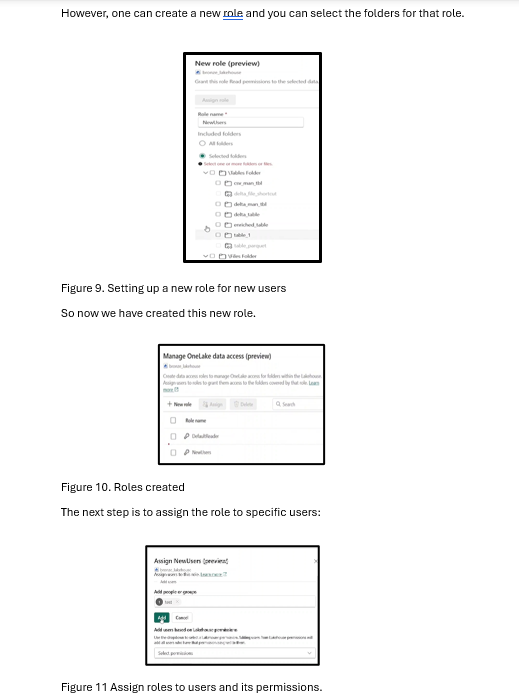 However, one can create a new role and you can select the folders for that role.
New role (preview)
bronze_lakehouse
Grant this role Read permissions to the selected data
Assign role
Role name *
NewUsers
Included folders
All folders
Selected folders
Select one or more folders or files.
Tables Folder
csv_man_tbl
delta_file_shortcut
delta_man_tbl
delta_table
enriched_table
table_1
table_parquet
Files Folder
Figure 9. Setting up a new role for new users
So now we have created this new role.
Manage OneLake data access (preview)
bronze_lakehouse
Create data access roles to manage OneLake access for folders within the Lakehouse
Assign users to roles to grant them access to the folders covered by that role. Learn
more
+ New role Assign Delete Search
Role name
DefaultReader
NewUsers
Figure 10. Roles created
The next step is to assign the role to specific users:
Assign NewUsers (preview)
bronze_lakehouse
Assign users to this role. Learn more
Add users
Add people or groups
Add Cancel
Add users based on Lakehouse permissions
Select permissions
Figure 11 Assign roles to users and its permissions.